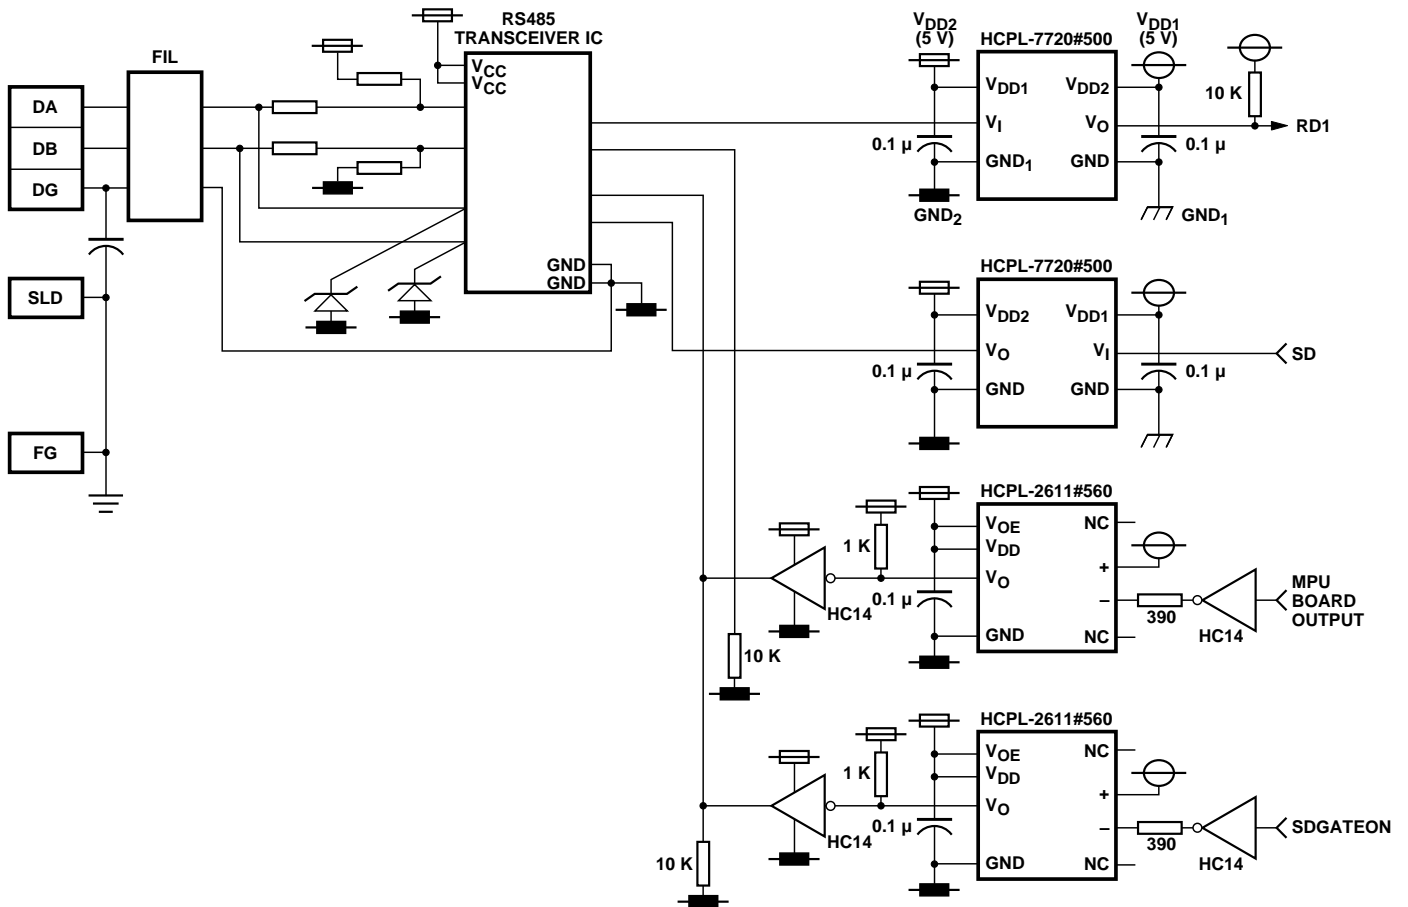 RS485
TRANSCEIVER IC
FIL
DA
DB
DG
SLD
FG
VCC
VCC
GND
GND
VDD2
(5 V)
HCPL-7720#500
VDD1
(5 V)
VDD1
VI
GND1
VDD2
VO
GND
0.1 µ
0.1 µ
10 K
RD1
GND2
GND1
HCPL-7720#500
VDD2
VO
GND
VDD1
VI
GND
0.1 µ
0.1 µ
SD
HCPL-2611#560
VOE
VDD
VO
GND
NC
+
–
NC
1 K
0.1 µ
HC14
390
HC14
MPU
BOARD
OUTPUT
10 K
HCPL-2611#560
VOE
VDD
VO
GND
NC
+
–
NC
1 K
0.1 µ
HC14
390
HC14
SDGATEON
10 K